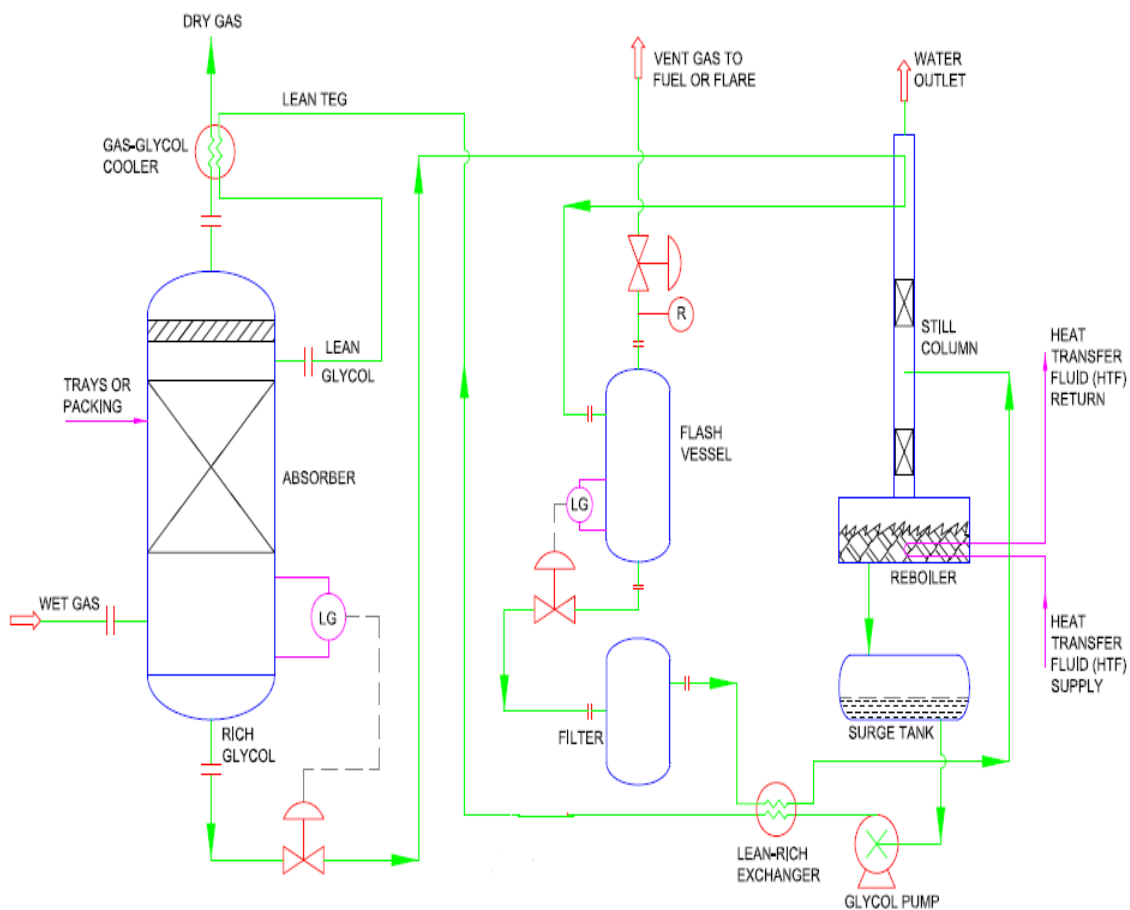 DRY GAS
VENT GAS TO
FUEL OR FLARE
WATER
OUTLET
LEAN TEG
GAS-GLYCOL
COOLER
R
STILL
COLUMN
HEAT
TRANSFER
FLUID (HTF)
RETURN
LEAN
GLYCOL
TRAYS OR
PACKING
FLASH
VESSEL
ABSORBER
LG
REBOILER
WET GAS
LG
HEAT
TRANSFER
FLUID (HTF)
SUPPLY
RICH
GLYCOL
FILTER
SURGE TANK
LEAN-RICH
EXCHANGER
GLYCOL PUMP